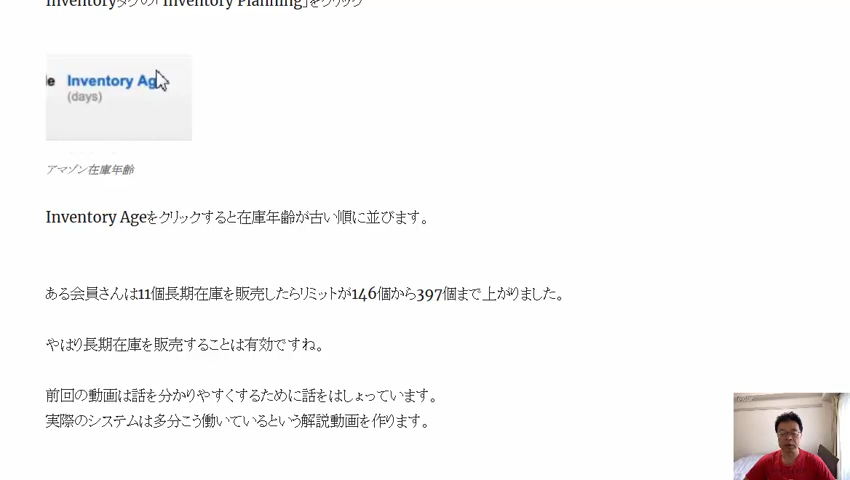 Inventoryタグの「Inventory Planning」をクリック
le Inventory Ag
(days)
アマゾン在庫年齢
Inventory Ageをクリックすると在庫年齢が古い順に並びます。
ある会員さんは11個長期在庫を販売したらリミットが146個から397個まで上がりました。
やはり長期在庫を販売することは有効ですね。
前回の動画は話を分かりやすくするために話をはしょっています。
実際のシステムは多分こう働いているという解説動画を作ります。